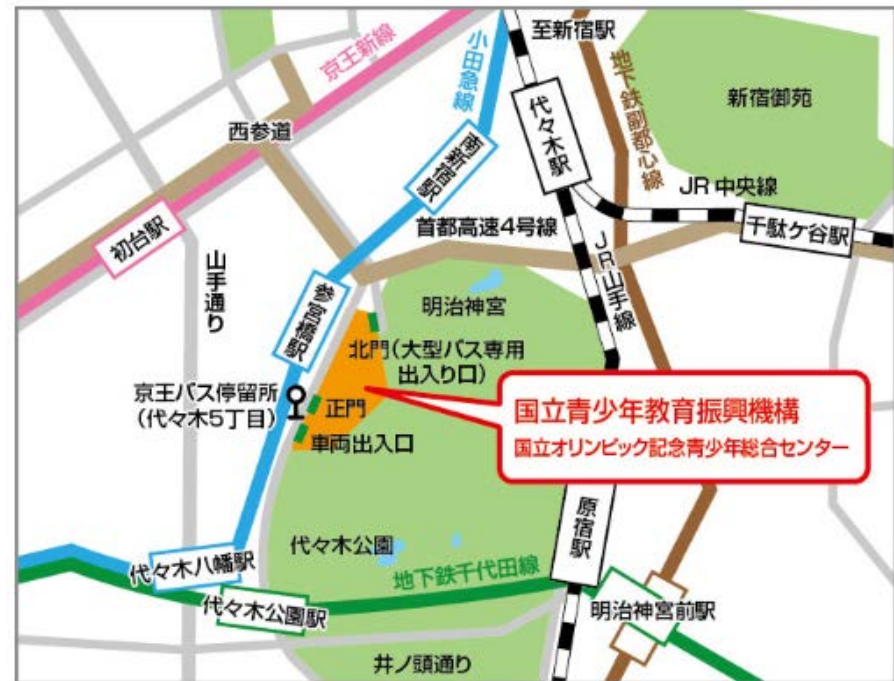 至新宿駅
京王新線
小田急線
地下鉄副都心線
新宿御苑
代々木駅
西参道
南新宿駅
JR中央線
首都高速4号線
千駄ケ谷駅
初台駅
山手通り
JR山手線
参宮橋駅
明治神宮
北門(大型バス専用
出入り口)
京王バス停留所
(代々木5丁目)
正門
国立青少年教育振興機構
車両出入口
国立オリンピック記念青少年総合センター
原宿駅
代々木公園
代々木八幡駅
地下鉄千代田線
代々木公園駅
明治神宮前駅
井ノ頭通り